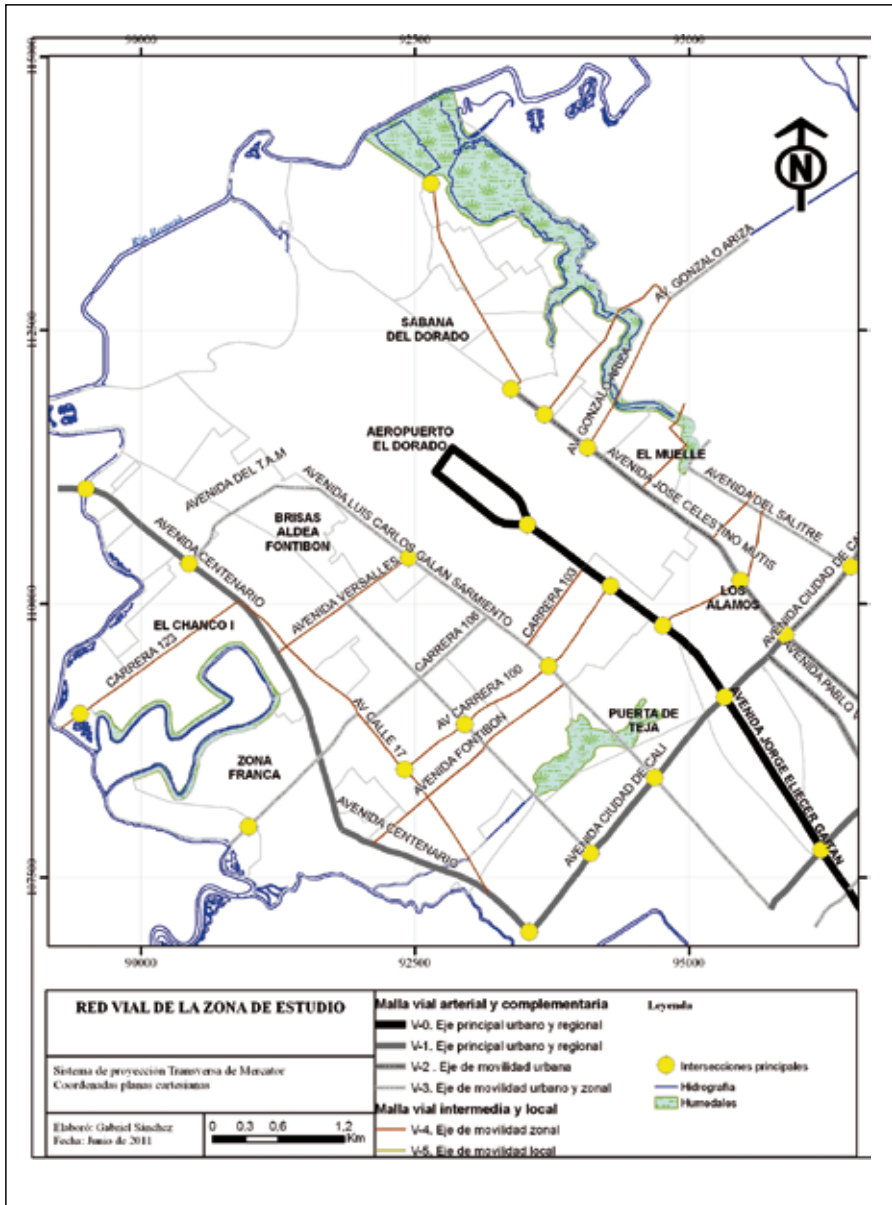 90000
92500
95000
115000
112500
110000
107500
N
Río Bogotá
AV. GONZALO ARIZA
SABANA
DEL DORADO
AV. GONZALO ARIZA
AEROPUERTO
EL DORADO
EL MUELLE
AVENIDA DEL T.A.M
AVENIDA LUIS CARLOS GALAN SARMIENTO
AVENIDA JOSE CELESTINO MUTIS
AVENIDA DEL SALITRE
BRISAS
ALDEA
FONTIBON
AVENIDA CENTENARIO
AVENIDA VERSALLES
CARRERA 103
LOS
ALAMOS
AVENIDA CIUDAD DE CALI
EL CHANCO I
CARRERA 123
CARRERA 106
AV CARRERA 100
AVENIDA PABLO V
AV CALLE 17
AVENIDA FONTIBON
PUERTA DE
TEJA
AVENIDA JORGE ELIECER GAITAN
ZONA
FRANCA
AVENIDA CIUDAD DE CALI
AVENIDA CENTENARIO
90000
92500
95000
RED VIAL DE LA ZONA DE ESTUDIO
Sistema de proyección Transversa de Mercator
Coordenadas planas cartesianas
Elaboró: Gabriel Sánchez
Fecha: Junio de 2011
0 0.3 0.6 1.2
Km
Malla vial arterial y complementaria
V-0. Eje principal urbano y regional
V-1. Eje principal urbano y regional
V-2 . Eje de movilidad urbana
V-3. Eje de movilidad urbano y zonal
Malla vial intermedia y local
V-4. Eje de movilidad zonal
V-5. Eje de movilidad local
Leyenda
Intersecciones principales
Hidrografía
Humedales